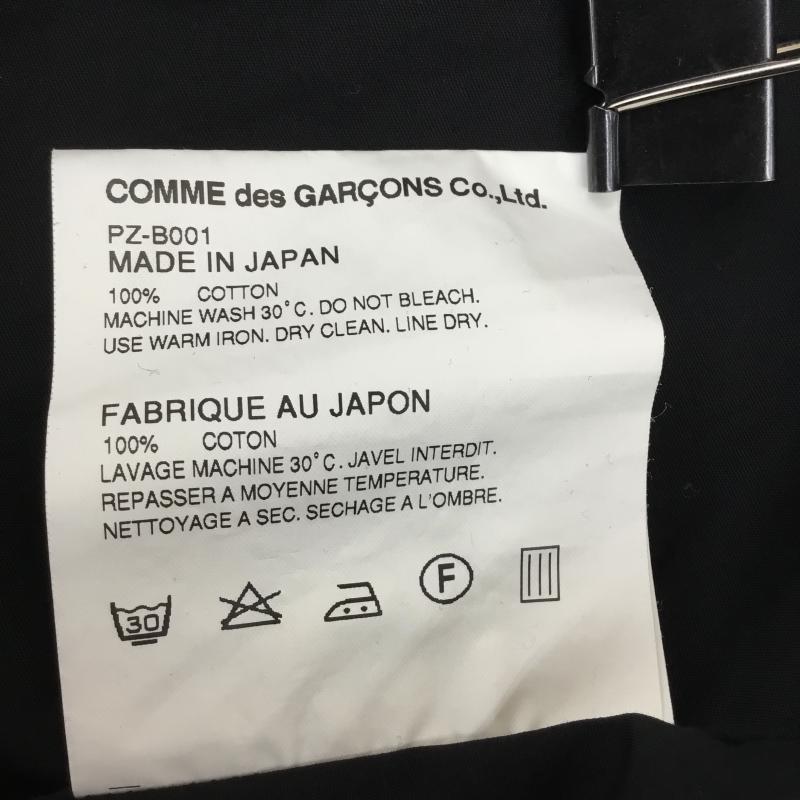 COMME des GARÇONS Co.,Ltd.
PZ-B001
MADE IN JAPAN
100% COTTON
MACHINE WASH 30°C. DO NOT BLEACH.
USE WARM IRON. DRY CLEAN. LINE DRY.
FABRIQUE AU JAPON
100% COTON
LAVAGE MACHINE 30°C. JAVEL INTERDIT.
REPASSER A MOYENNE TEMPERATURE.
NETTOYAGE A SEC. SECHAGE A L'OMBRE.
30 F